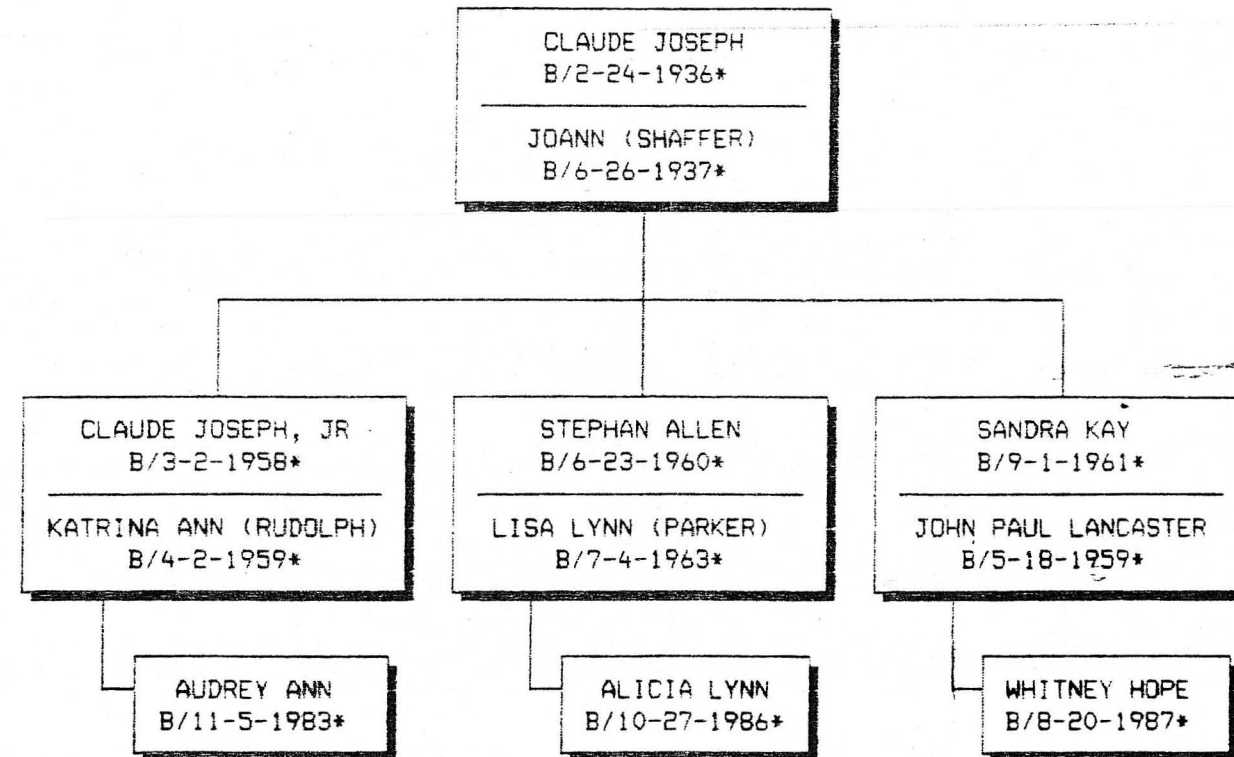 CLAUDE JOSEPH
B/2-24-1936*
JOANN (SHAFFER)
B/6-26-1937*
CLAUDE JOSEPH, JR
B/3-2-1958*
KATRINA ANN (RUDOLPH)
B/4-2-1959*
STEPHAN ALLEN
B/6-23-1960*
LISA LYNN (PARKER)
B/7-4-1963*
SANDRA KAY
B/9-1-1961*
JOHN PAUL LANCASTER
B/5-18-1959*
AUDREY ANN
B/11-5-1983*
ALICIA LYNN
B/10-27-1986*
WHITNEY HOPE
B/8-20-1987*